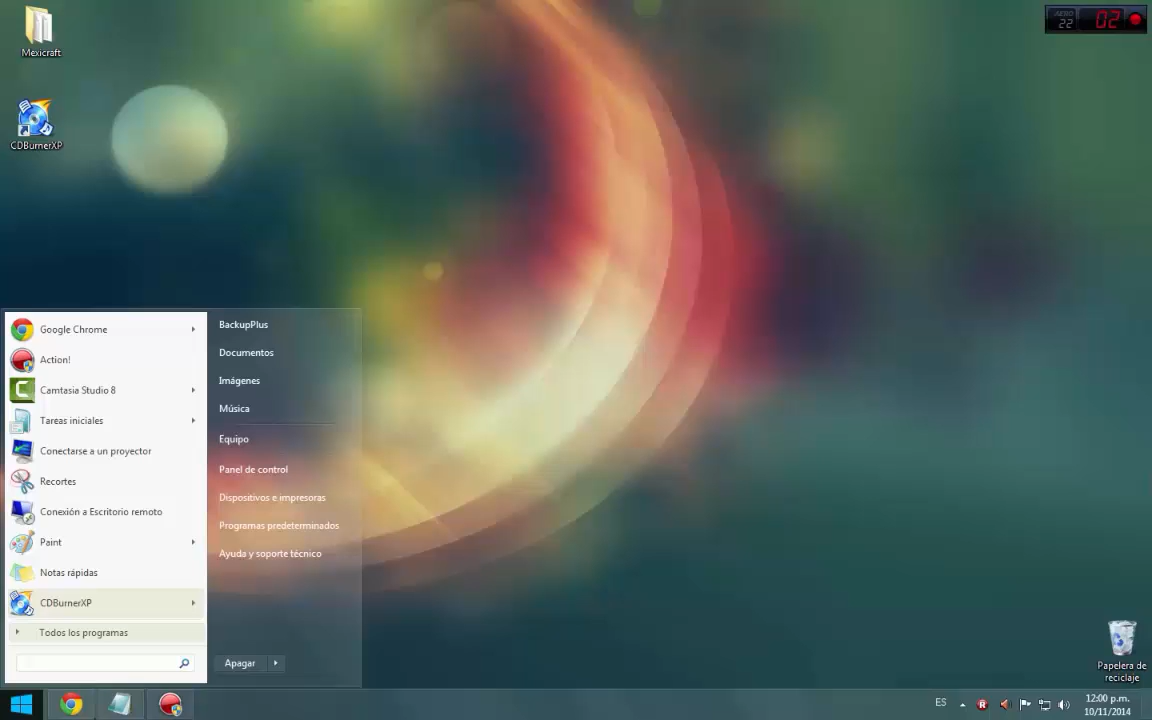 Mexicraft
CDBurnerXP
AERO
22
02
Google Chrome
Action!
Camtasia Studio 8
Tareas iniciales
Conectarse a un proyector
Recortes
Conexión a Escritorio remoto
Paint
Notas rápidas
CDBurnerXP
Todos los programas
BackupPlus
Documentos
Imágenes
Música
Equipo
Panel de control
Dispositivos e impresoras
Programas predeterminados
Ayuda y soporte técnico
Apagar
Papelera de
reciclaje
ES
12:00 p.m.
10/11/2014